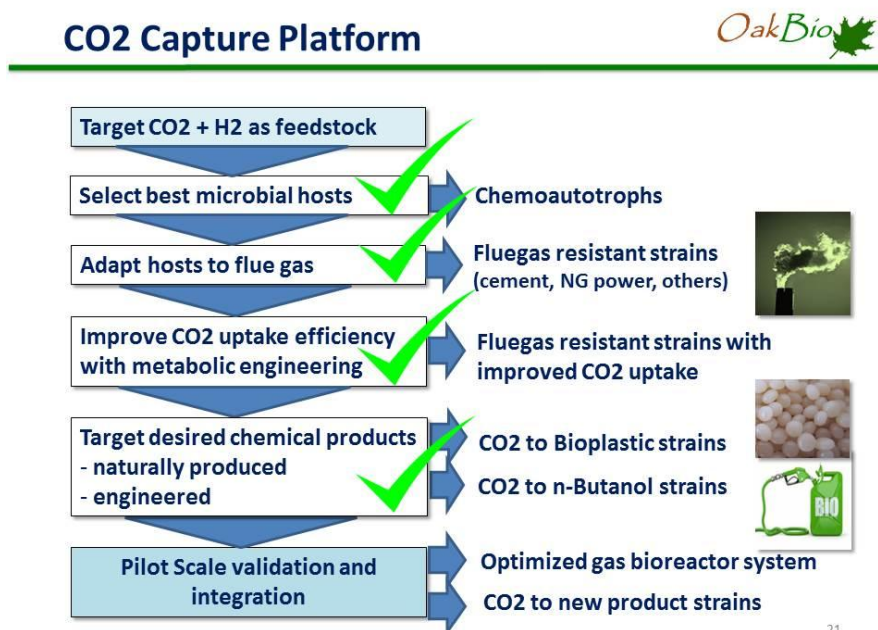 CO2 Capture Platform
OakBio
Target CO2 + H2 as feedstock
Select best microbial hosts
Chemoautotrophs
Adapt hosts to flue gas
Fluegas resistant strains
(cement, NG power, others)
Improve CO2 uptake efficiency
with metabolic engineering
Fluegas resistant strains with
improved CO2 uptake
Target desired chemical products
- naturally produced
- engineered
CO2 to Bioplastic strains
CO2 to n-Butanol strains
BIO
Pilot Scale validation and
integration
Optimized gas bioreactor system
CO2 to new product strains
21